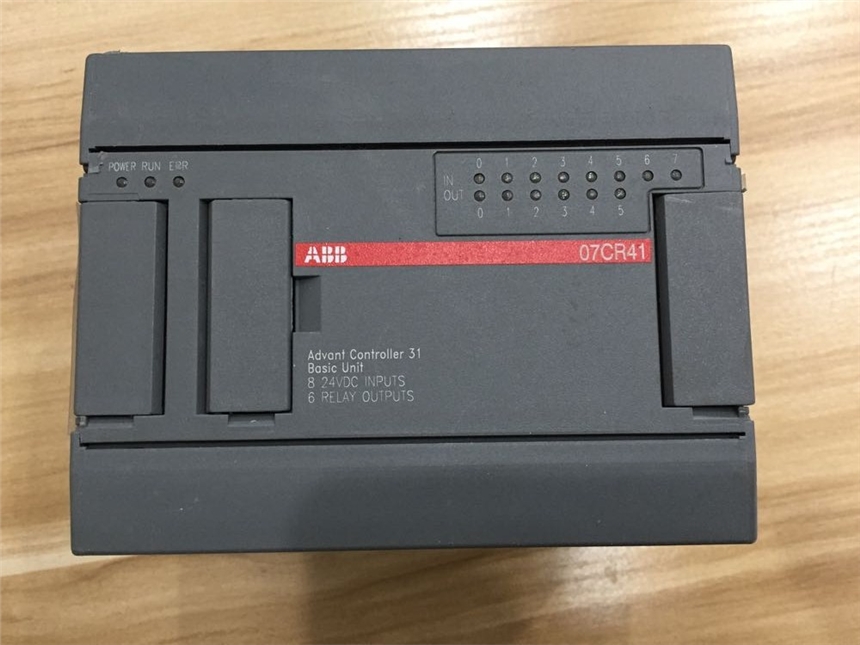 POWER RUN ERR
0 1 2 3 4 5 6 7
IN
OUT
0 1 2 3 4 5
ABB 07CR41
Advant Controller 31
Basic Unit
8 24VDC INPUTS
6 RELAY OUTPUTS